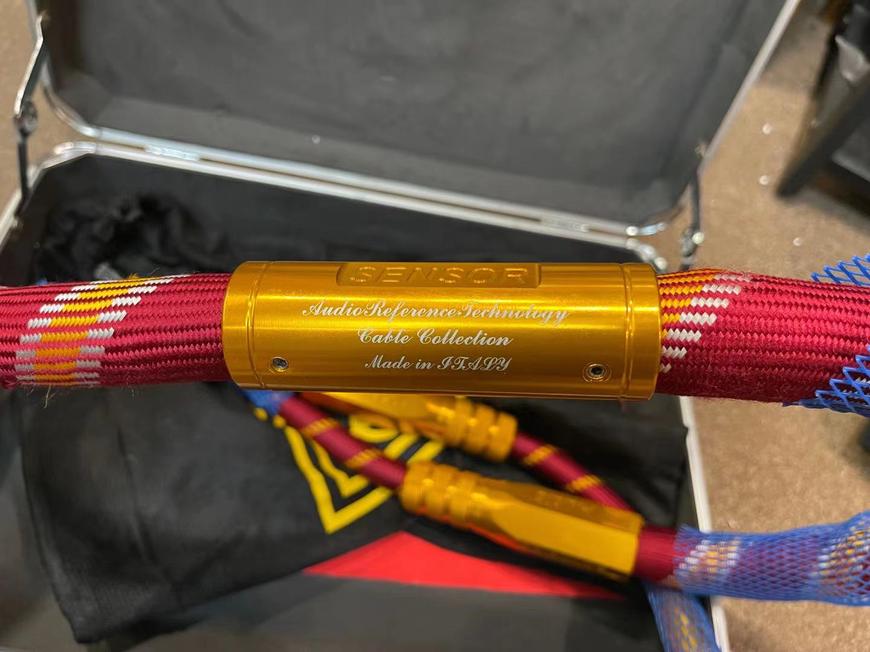 SENSOR
AudioReferenceTechnology
Cable Collection
Made in ITALY